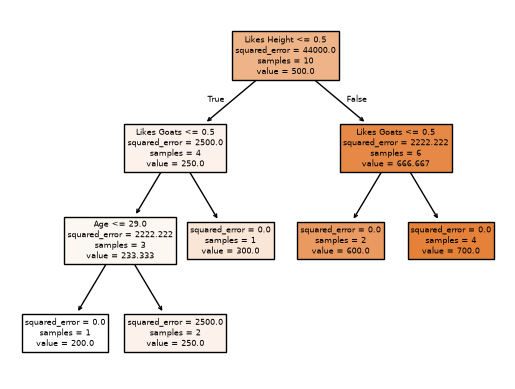 Likes Height <= 0.5
squared_error = 44000.0
samples = 10
value = 500.0
True
False
Likes Goats <= 0.5
squared_error = 2500.0
samples = 4
value = 250.0
Likes Goats <= 0.5
squared_error = 2222.222
samples = 6
value = 666.667
Age <= 29.0
squared_error = 2222.222
samples = 3
value = 233.333
squared_error = 0.0
samples = 1
value = 300.0
squared_error = 0.0
samples = 2
value = 600.0
squared_error = 0.0
samples = 4
value = 700.0
squared_error = 0.0
samples = 1
value = 200.0
squared_error = 2500.0
samples = 2
value = 250.0